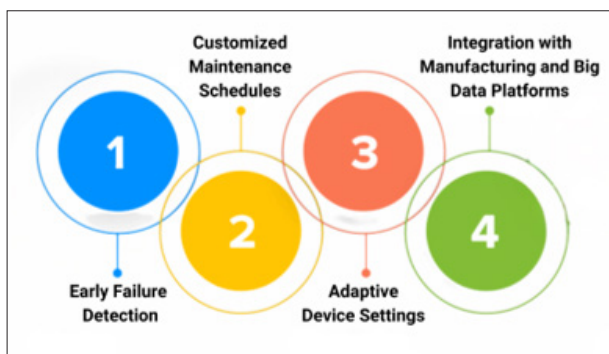 1
Early Failure
Detection
Customized
Maintenance
Schedules
2
3
Adaptive
Device Settings
Integration with
Manufacturing and Big
Data Platforms
4